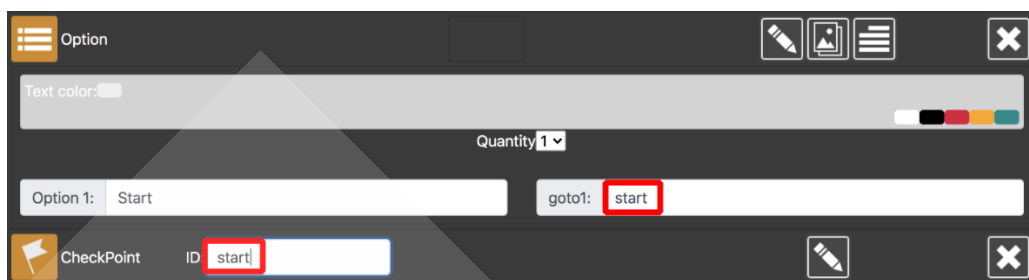 Option
Text color:
Quantity 1
Option 1: Start goto1: start
CheckPoint ID: start